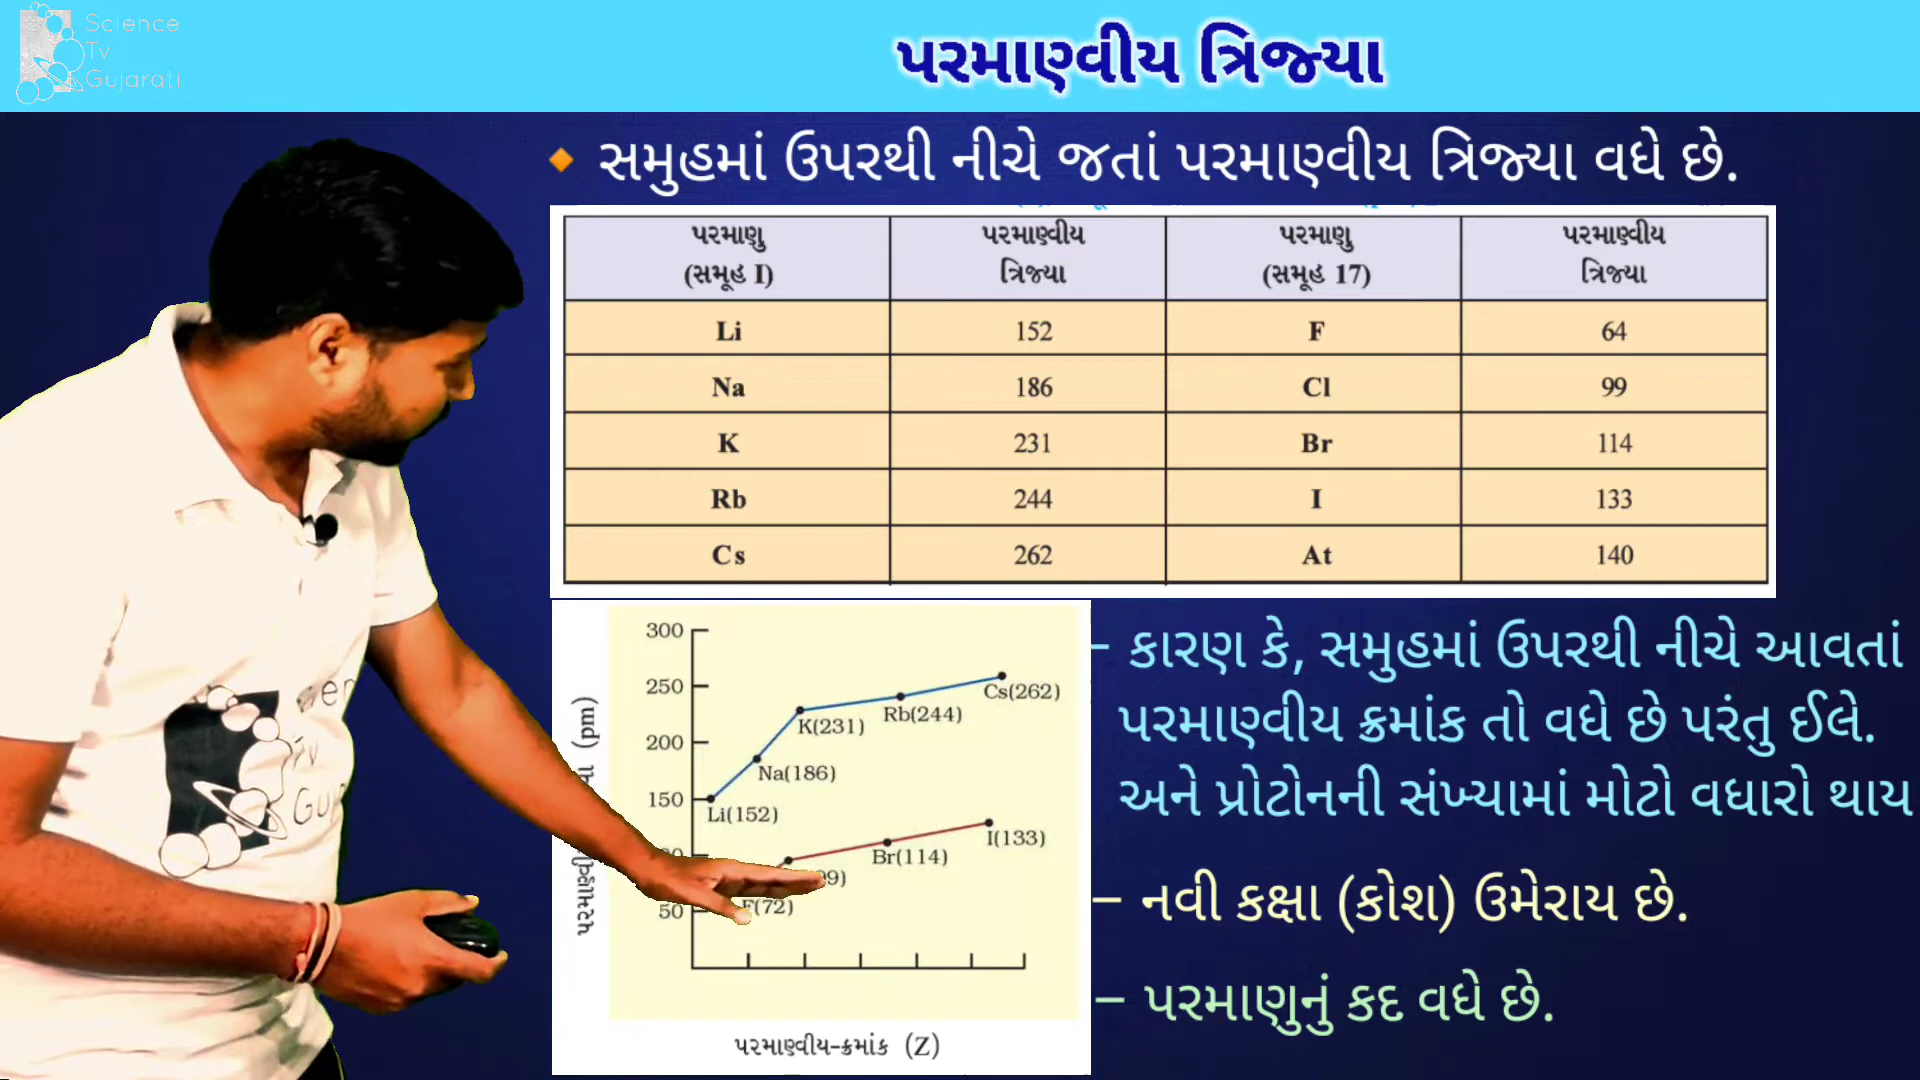 Science
Tv
Gujarati
પરમાણ્વીય ત્રિજ્યા
🔸 સમુહમાં ઉપરથી નીચે જતાં પરમાણ્વીય ત્રિજ્યા વધે છે.
પરમાણુ (સમૂહ I) પરમાણ્વીય ત્રિજ્યા પરમાણુ (સમૂહ 17) પરમાણ્વીય ત્રિજ્યા
Li 152 F 64
Na 186 Cl 99
K 231 Br 114
Rb 244 I 133
Cs 262 At 140
300
250
200
150
50
(pm)
Cs(262)
Rb(244)
K(231)
Na(186)
Li(152)
I(133)
Br(114)
F(72)
પરમાણ્વીય-ક્રમાંક (Z)
– કારણ કે, સમુહમાં ઉપરથી નીચે આવતાં
પરમાણ્વીય ક્રમાંક તો વધે છે પરંતુ ઈલે.
અને પ્રોટોનની સંખ્યામાં મોટો વધારો થાય
– નવી કક્ષા (કોશ) ઉમેરાય છે.
– પરમાણુનું કદ વધે છે.